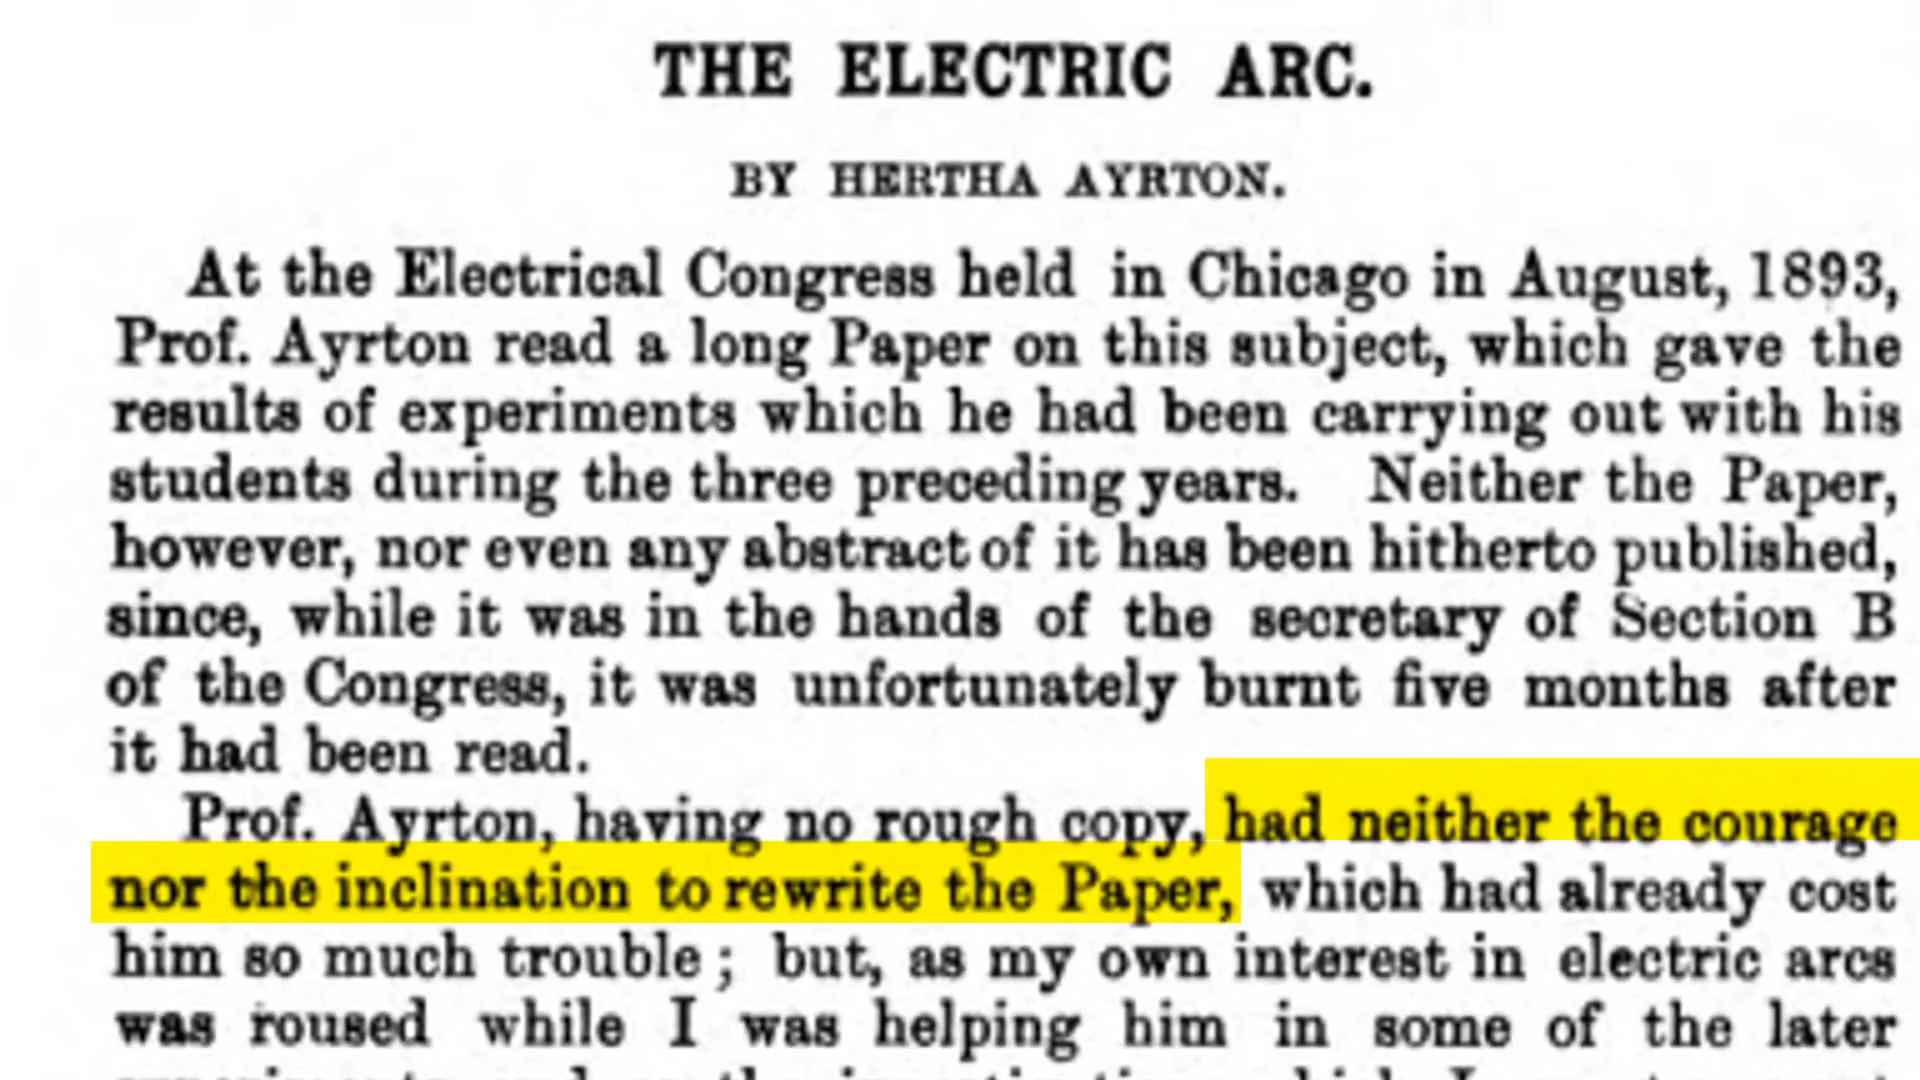 THE ELECTRIC ARC.
BY HERTHA AYRTON.
At the Electrical Congress held in Chicago in August, 1893,
Prof. Ayrton read a long Paper on this subject, which gave the
results of experiments which he had been carrying out with his
students during the three preceding years. Neither the Paper,
however, nor even any abstract of it has been hitherto published,
since, while it was in the hands of the secretary of Section B
of the Congress, it was unfortunately burnt five months after
it had been read.
Prof. Ayrton, having no rough copy, had neither the courage
nor the inclination to rewrite the Paper, which had already cost
him so much trouble; but, as my own interest in electric arcs
was roused while I was helping him in some of the later